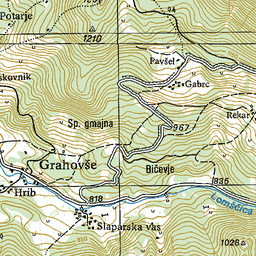 Potarje
1210
Pavšel
skovnik
Gabrc
Rekar
Sp. gmajna
967
Grahovše
Bičevje
Hrib
835
818
Lomščica
Slaparska vas
1028